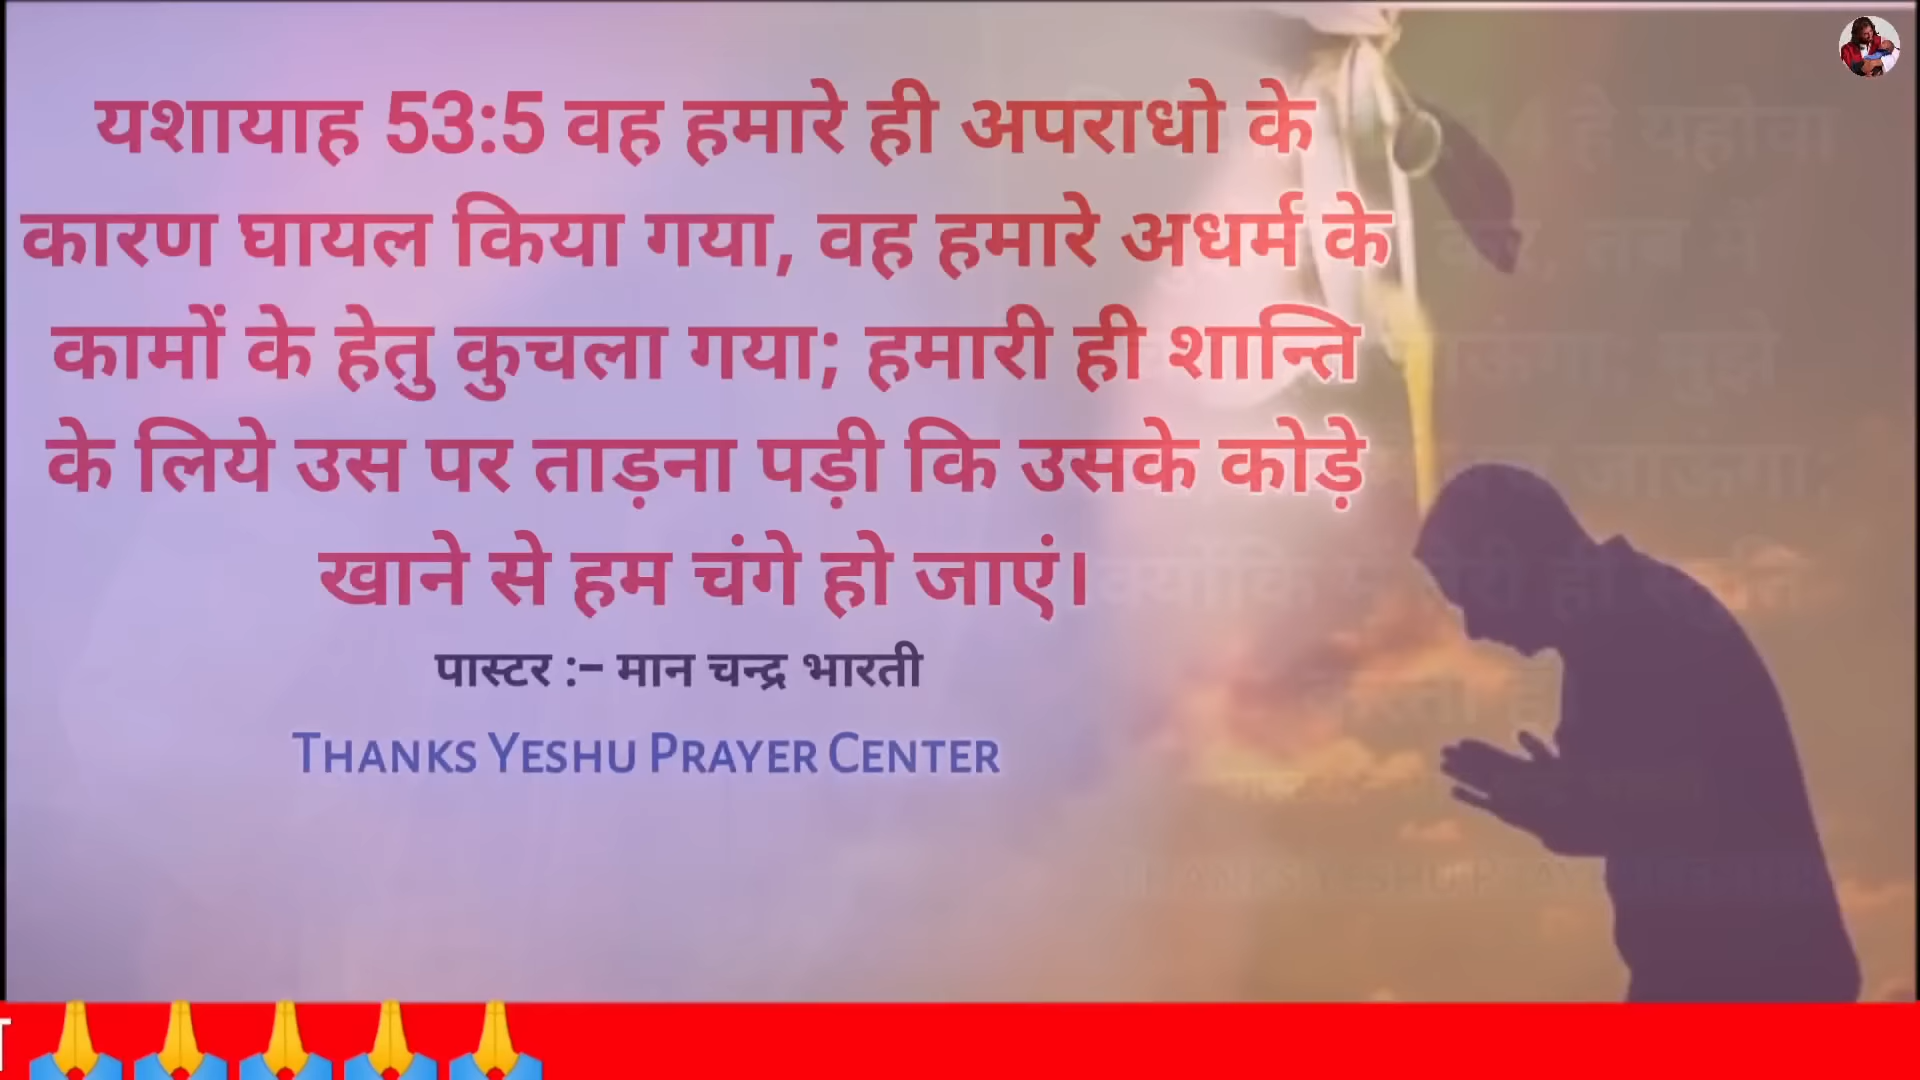 यशायाह 53:5 वह हमारे ही अपराधो के
कारण घायल किया गया, वह हमारे अधर्म के
कामों के हेतु कुचला गया; हमारी ही शान्ति
के लिये उस पर ताड़ना पड़ी कि उसके कोड़े
खाने से हम चंगे हो जाएं।
पास्टर :- मान चन्द्र भारती
THANKS YESHU PRAYER CENTER